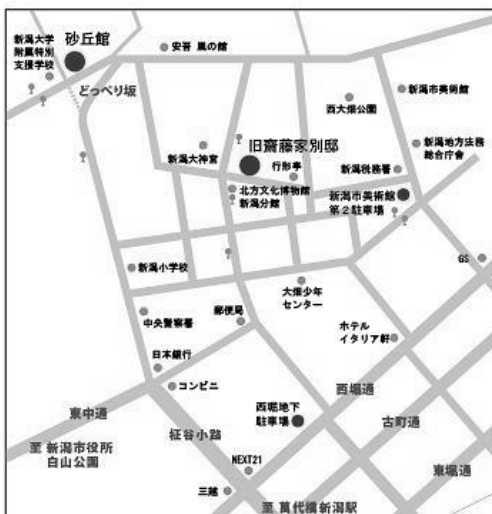 新潟大学
附属特別
支援学校
砂丘館
安吾 風の館
どっぺり坂
西大畑公園
新潟市美術館
新潟大神宮
旧齋藤家別邸
行形亭
新潟地方法務
総合庁舎
新潟税務署
北方文化博物館
新潟分館
新潟市美術館
第2駐車場
新潟小学校
GS
大畑少年
センター
中央警察署
郵便局
ホテル
イタリア軒
日本銀行
コンビニ
西堀通
東中通
柾谷小路
西堀地下
駐車場
古町通
至 新潟市役所
白山公園
NEXT21
東堀通
三越
至 萬代橋新潟駅